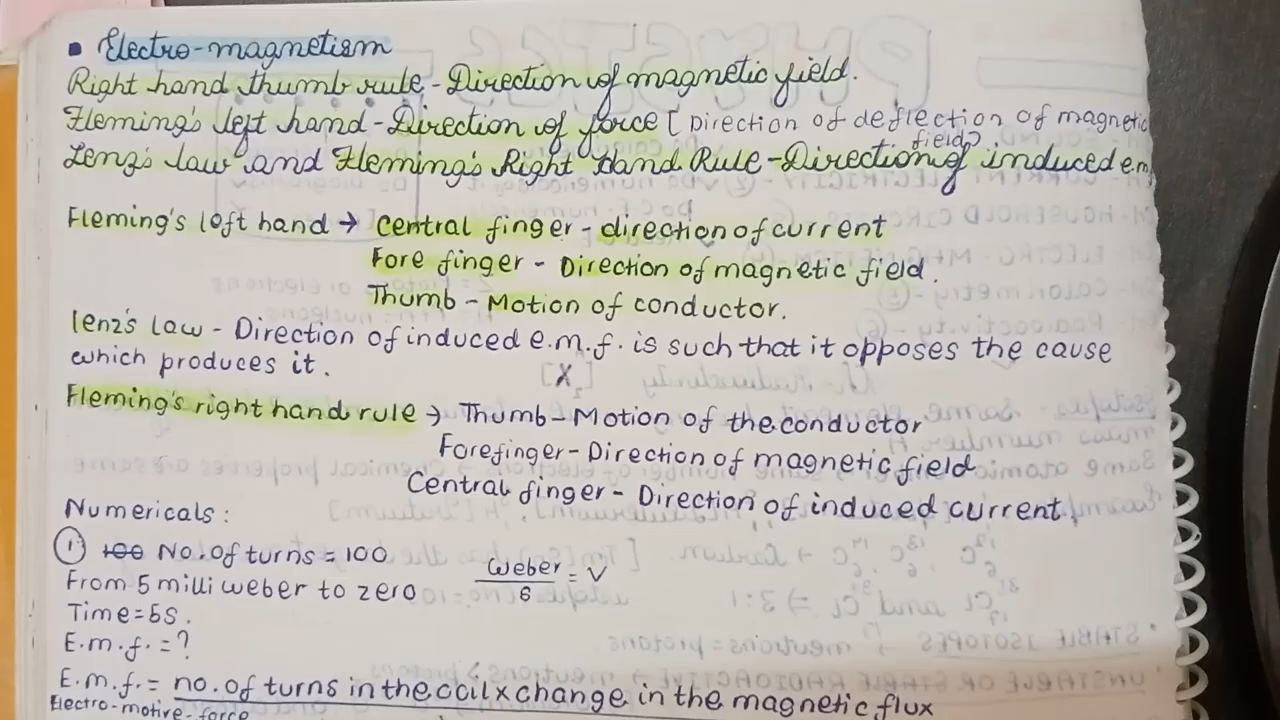 Electro-magnetism
Right hand thumb rule - Direction of magnetic field.
Fleming's left hand - Direction of force [Direction of deflection of magnetic
field]
Lenz's law and Fleming's Right Hand Rule - Direction of induced e.m
Fleming's left hand → Central finger - direction of current
Fore finger - Direction of magnetic field.
Thumb - Motion of conductor.
lenz's law - Direction of induced e.m.f. is such that it opposes the cause
which produces it.
Fleming's right hand rule → Thumb - Motion of the conductor
Forefinger - Direction of magnetic field
Central finger - Direction of induced current.
Numericals:
① 100 No. of turns = 100
From 5 milli weber to zero weber/s = V
Time = 5s.
E.m.f. = ?
E.m.f. = no. of turns in the coil x change in the magnetic flux
Electro-motive-force